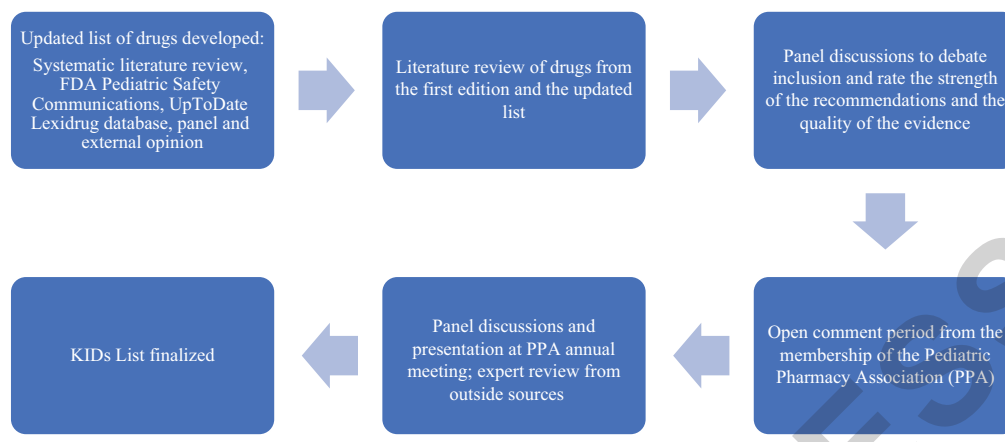 Updated list of drugs developed:
Systematic literature review,
FDA Pediatric Safety
Communications, UpToDate
Lexidrug database, panel and
external opinion
Literature review of drugs from
the first edition and the updated
list
Panel discussions to debate
inclusion and rate the strength
of the recommendations and the
quality of the evidence
Open comment period from the
membership of the Pediatric
Pharmacy Association (PPA)
Panel discussions and
presentation at PPA annual
meeting; expert review from
outside sources
KIDs List finalized